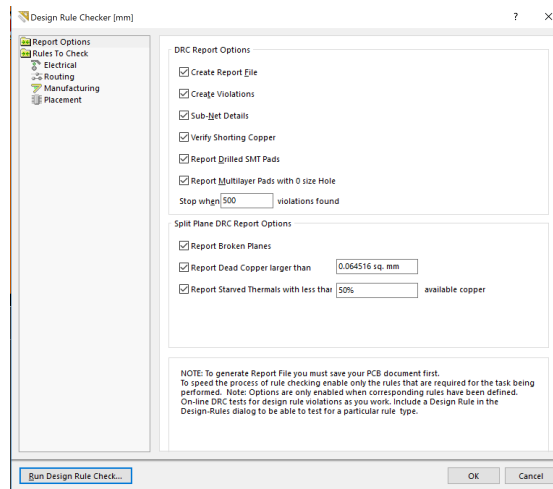 Design Rule Checker [mm]
? ×
Report Options
Rules To Check
Electrical
Routing
Manufacturing
Placement
DRC Report Options
Create Report File
Create Violations
Sub-Net Details
Verify Shorting Copper
Report Drilled SMT Pads
Report Multilayer Pads with 0 size Hole
Stop when 500 violations found
Split Plane DRC Report Options
Report Broken Planes
Report Dead Copper larger than 0.064516 sq. mm
Report Starved Thermals with less than 50% available copper
NOTE: To generate Report File you must save your PCB document first.
To speed the process of rule checking enable only the rules that are required for the task being
performed. Note: Options are only enabled when corresponding rules have been defined.
On-line DRC tests for design rule violations as you work. Include a Design Rule in the
Design-Rules dialog to be able to test for a particular rule type.
Run Design Rule Check...
OK
Cancel